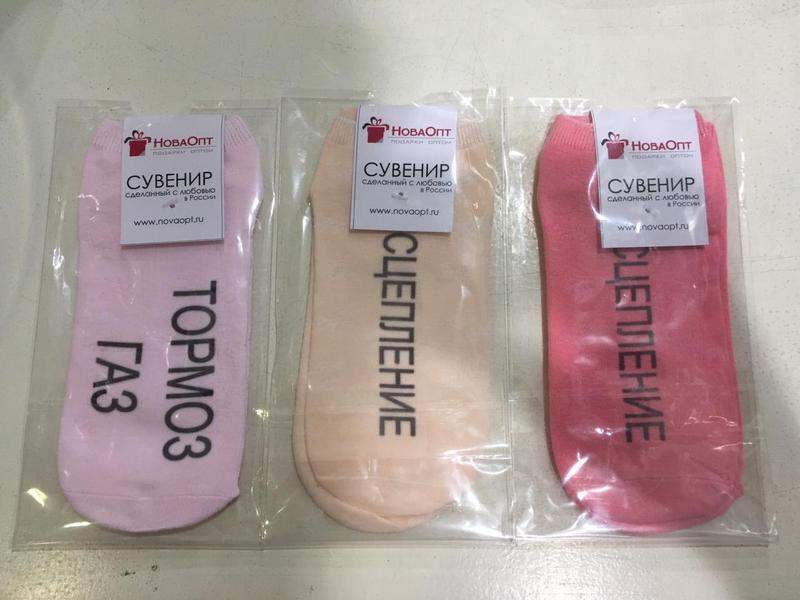 НоваОпт
ПОДАРКИ ОПТОМ
СУВЕНИР
сделанный с любовью
в России
www.novaopt.ru
ТОРМОЗ
ГАЗ
НоваОпт
ПОДАРКИ ОПТОМ
СУВЕНИР
сделанный с любовью
в России
www.novaopt.ru
СЦЕПЛЕНИЕ
НоваОпт
ПОДАРКИ ОПТОМ
СУВЕНИР
сделанный с любовью
в России
www.novaopt.ru
СЦЕПЛЕНИЕ